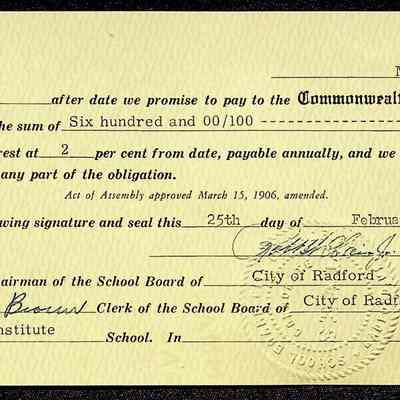 after date we promise to pay to the Commonwealt
he sum of Six hundred and 00/100 --------------
rest at 2 per cent from date, payable annually, and we
any part of the obligation.
Act of Assembly approved March 15, 1906, amended.
wing signature and seal this 25th day of Februa
airman of the School Board of City of Radford
Brown Clerk of the School Board of City of Radf
nstitute School. In